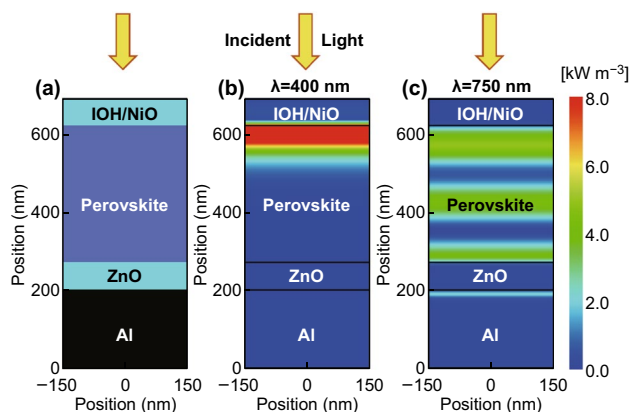 Incident Light
(a)
(b) λ=400 nm
(c) λ=750 nm
[kW m−3]
IOH/NiO
Perovskite
ZnO
Al
IOH/NiO
Perovskite
ZnO
Al
IOH/NiO
Perovskite
ZnO
Al
Position (nm)
600
400
200
0
−150 0 150
Position (nm)
Position (nm)
600
400
200
0
−150 0 150
Position (nm)
Position (nm)
600
400
200
0
−150 0 150
Position (nm)
8.0
6.0
4.0
2.0
0.0